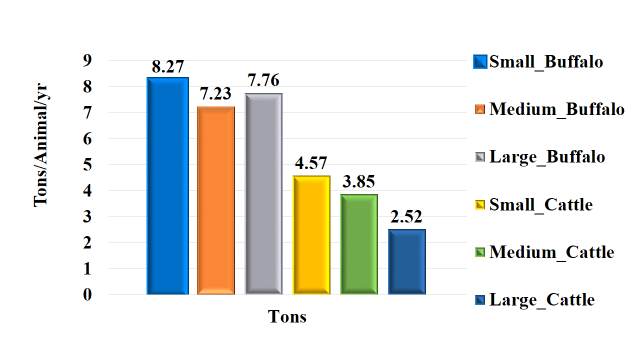 Tons/Animal/yr
9
8
7
6
5
4
3
2
1
0
8.27
7.23
7.76
4.57
3.85
2.52
Tons
Small_Buffalo
Medium_Buffalo
Large_Buffalo
Small_Cattle
Medium_Cattle
Large_Cattle